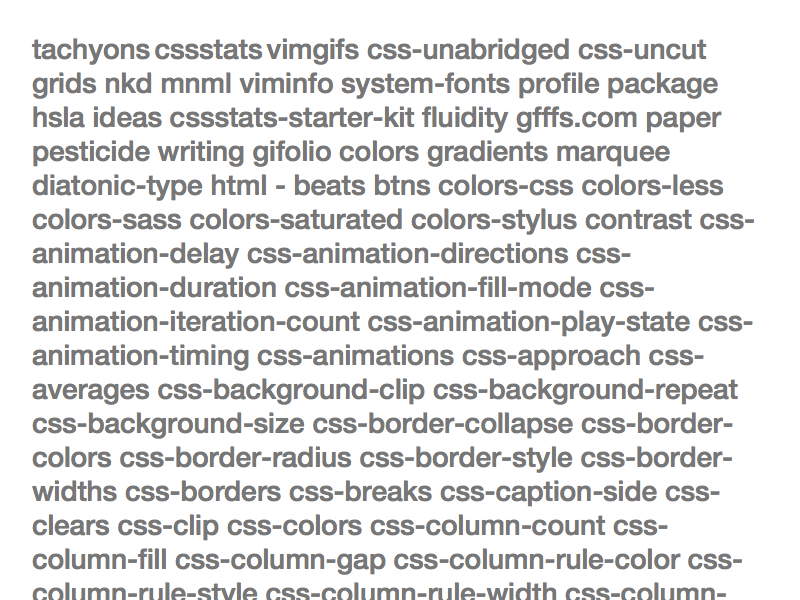 tachyons cssstats vimgifs css-unabridged css-uncut
grids nkd mnml viminfo system-fonts profile package
hsla ideas cssstats-starter-kit fluidity gfffs.com paper
pesticide writing gifolio colors gradients marquee
diatonic-type html - beats btns colors-css colors-less
colors-sass colors-saturated colors-stylus contrast css-
animation-delay css-animation-directions css-
animation-duration css-animation-fill-mode css-
animation-iteration-count css-animation-play-state css-
animation-timing css-animations css-approach css-
averages css-background-clip css-background-repeat
css-background-size css-border-collapse css-border-
colors css-border-radius css-border-style css-border-
widths css-borders css-breaks css-caption-side css-
clears css-clip css-colors css-column-count css-
column-fill css-column-gap css-column-rule-color css-
column-rule-style css-column-rule-width css-column-